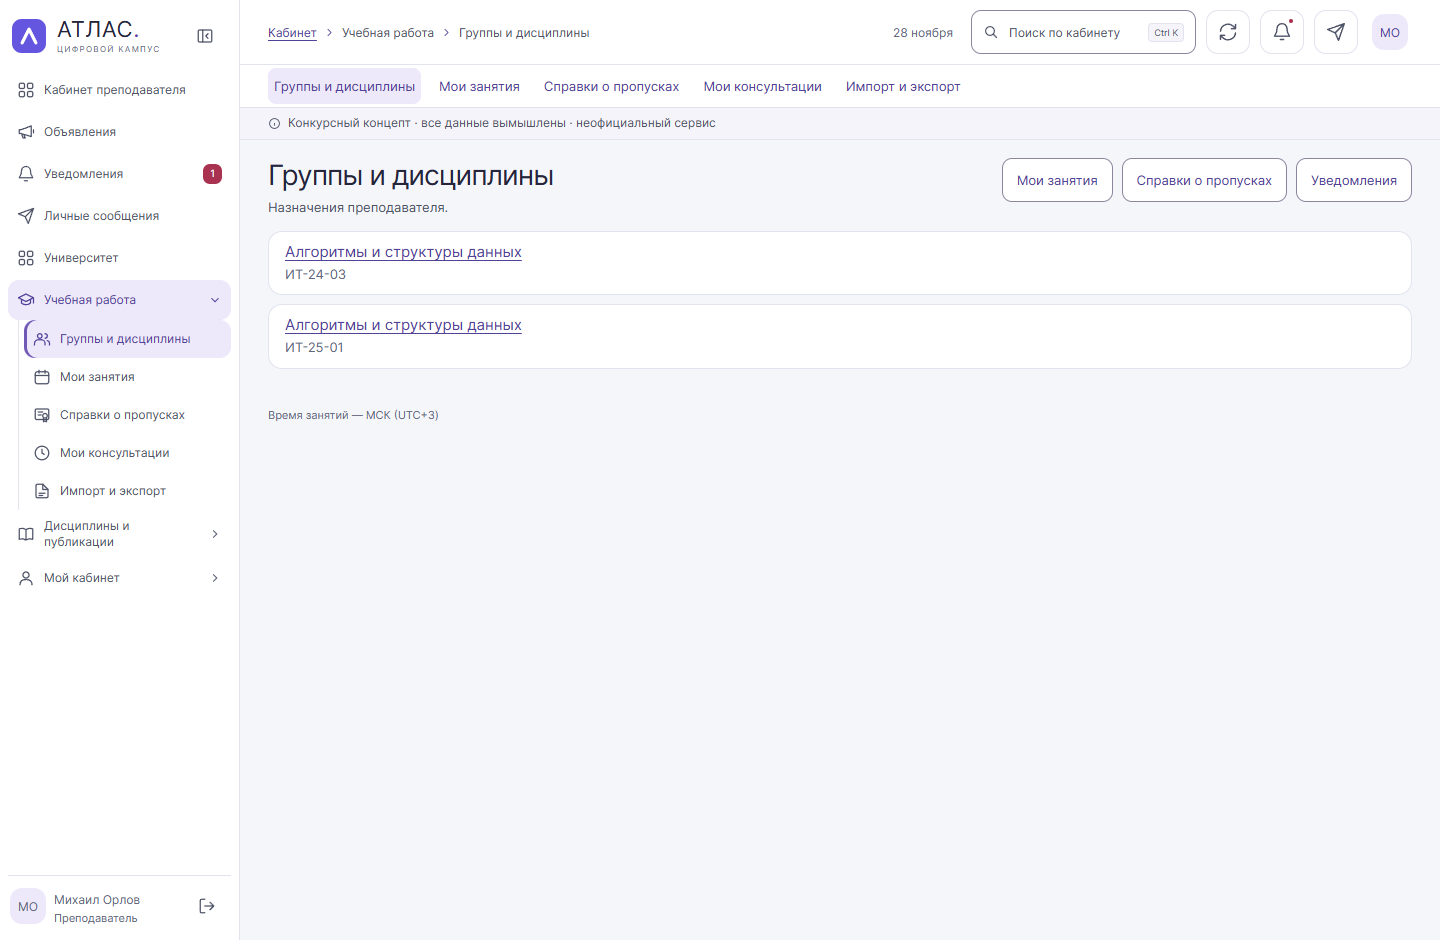 АТЛАС.
ЦИФРОВОЙ КАМПУС
Кабинет преподавателя
Объявления
Уведомления 1
Личные сообщения
Университет
Учебная работа
Группы и дисциплины
Мои занятия
Справки о пропусках
Мои консультации
Импорт и экспорт
Дисциплины и
публикации
Мой кабинет
МО
Михаил Орлов
Преподаватель
Кабинет > Учебная работа > Группы и дисциплины
28 ноября
Поиск по кабинету Ctrl K
МО
Группы и дисциплины Мои занятия Справки о пропусках Мои консультации Импорт и экспорт
Конкурсный концепт · все данные вымышлены · неофициальный сервис
Группы и дисциплины
Назначения преподавателя.
Мои занятия Справки о пропусках Уведомления
Алгоритмы и структуры данных
ИТ-24-03
Алгоритмы и структуры данных
ИТ-25-01
Время занятий — МСК (UTC+3)